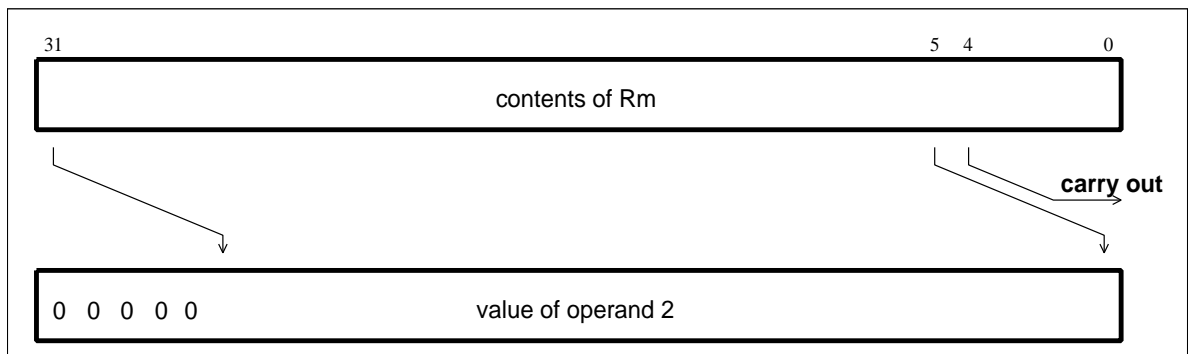 31 5 4 0
contents of Rm
carry out
0 0 0 0 0 value of operand 2